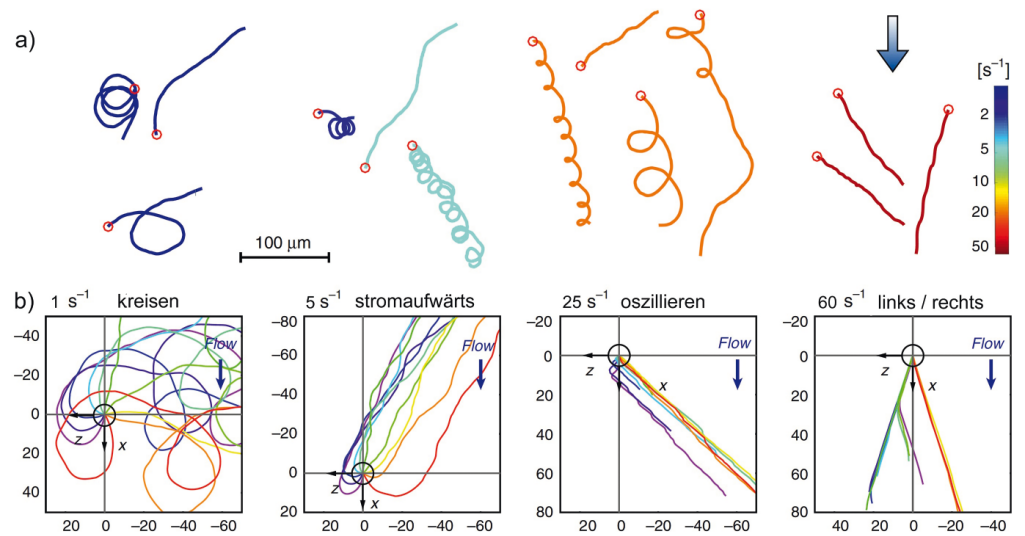 a)
[s⁻¹]
2
5
10
20
50
100 µm
b) 1 s⁻¹ kreisen
5 s⁻¹ stromaufwärts
25 s⁻¹ oszillieren
60 s⁻¹ links / rechts
−40
−20
0
20
40
Flow
z
x
20 0 −20 −40 −60
−80
−60
−40
−20
0
20
Flow
z
x
20 0 −20 −40 −60
−20
0
20
40
60
80
Flow
z
x
20 0 −20 −40 −60
−20
0
20
40
60
80
Flow
z
x
40 20 0 −20 −40